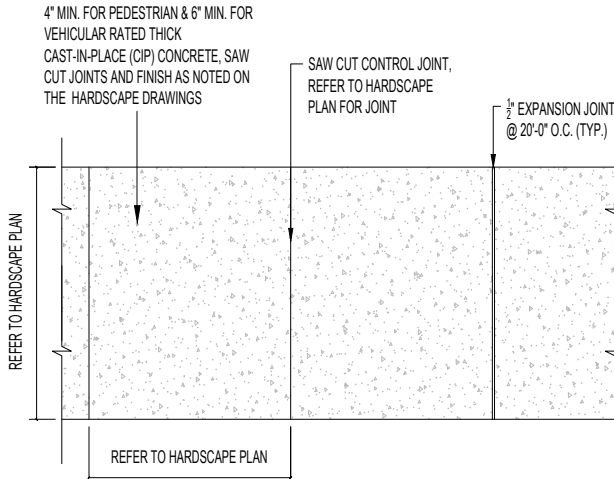 4" MIN. FOR PEDESTRIAN & 6" MIN. FOR
VEHICULAR RATED THICK
CAST-IN-PLACE (CIP) CONCRETE, SAW
CUT JOINTS AND FINISH AS NOTED ON
THE HARDSCAPE DRAWINGS
SAW CUT CONTROL JOINT,
REFER TO HARDSCAPE
PLAN FOR JOINT
1/2" EXPANSION JOINT
@ 20'-0" O.C. (TYP.)
REFER TO HARDSCAPE PLAN
REFER TO HARDSCAPE PLAN